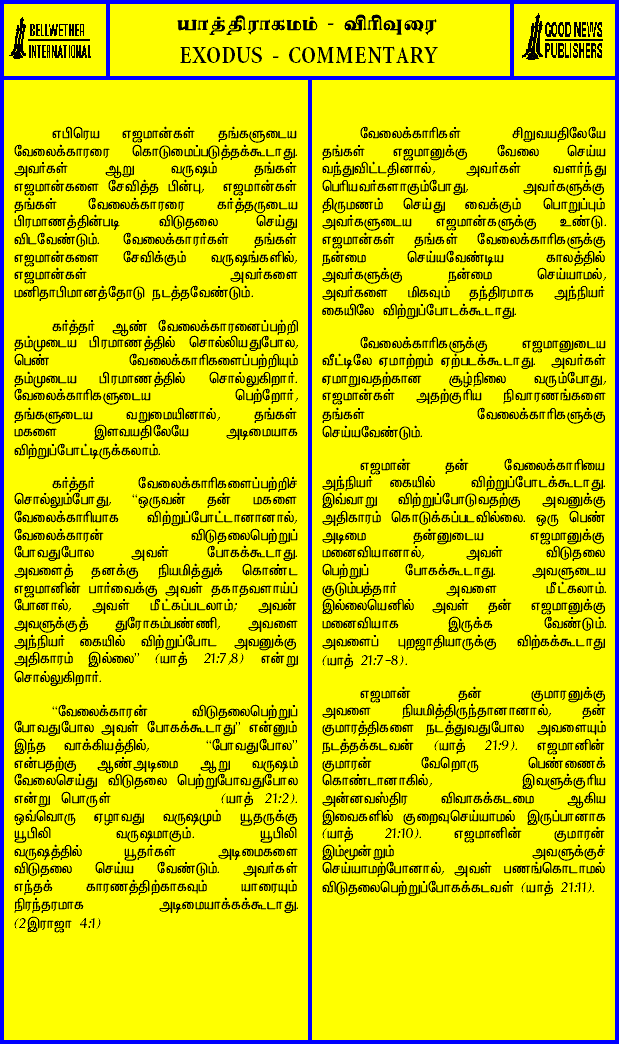 BELLWETHER
INTERNATIONAL
யாத்திராகமம் - விரிவுரை
EXODUS - COMMENTARY
GOOD NEWS
PUBLISHERS
எபிரெய எஜமான்கள் தங்களுடைய
வேலைக்காரரை கொடுமைப்படுத்தக்கூடாது.
அவர்கள் ஆறு வருஷம் தங்கள்
எஜமான்களை சேவித்த பின்பு, எஜமான்கள்
தங்கள் வேலைக்காரரை கர்த்தருடைய
பிரமாணத்தின்படி விடுதலை செய்து
விடவேண்டும். வேலைக்காரர்கள் தங்கள்
எஜமான்களை சேவிக்கும் வருஷங்களில்,
எஜமான்கள் அவர்களை
மனிதாபிமானத்தோடு நடத்தவேண்டும்.
கர்த்தர் ஆண் வேலைக்காரனைப்பற்றி
தம்முடைய பிரமாணத்தில் சொல்லியதுபோல,
பெண் வேலைக்காரிகளைப்பற்றியும்
தம்முடைய பிரமாணத்தில் சொல்லுகிறார்.
வேலைக்காரிகளுடைய பெற்றோர்,
தங்களுடைய வறுமையினால், தங்கள்
மகளை இளவயதிலேயே அடிமையாக
விற்றுப்போட்டிருக்கலாம்.
கர்த்தர் வேலைக்காரிகளைப்பற்றிச்
சொல்லும்போது, “ஒருவன் தன் மகளை
வேலைக்காரியாக விற்றுப்போட்டானானால்,
வேலைக்காரன் விடுதலைபெற்றுப்
போவதுபோல அவள் போகக்கூடாது.
அவளைத் தனக்கு நியமித்துக் கொண்ட
எஜமானின் பார்வைக்கு அவள் தகாதவளாய்ப்
போனால், அவள் மீட்கப்படலாம்; அவன்
அவளுக்குத் துரோகம்பண்ணி, அவளை
அந்நியர் கையில் விற்றுப்போட அவனுக்கு
அதிகாரம் இல்லை” (யாத் 21:7,8) என்று
சொல்லுகிறார்.
“வேலைக்காரன் விடுதலைபெற்றுப்
போவதுபோல அவள் போகக்கூடாது” என்னும்
இந்த வாக்கியத்தில், “போவதுபோல”
என்பதற்கு ஆண்அடிமை ஆறு வருஷம்
வேலைசெய்து விடுதலை பெற்றுபோவதுபோல
என்று பொருள் (யாத் 21:2).
ஒவ்வொரு ஏழாவது வருஷமும் யூதருக்கு
யூபிலி வருஷமாகும். யூபிலி
வருஷத்தில் யூதர்கள் அடிமைகளை
விடுதலை செய்ய வேண்டும். அவர்கள்
எந்தக் காரணத்திற்காகவும் யாரையும்
நிரந்தரமாக அடிமையாக்கக்கூடாது.
(2இராஜா 4:1)
வேலைக்காரிகள் சிறுவயதிலேயே
தங்கள் எஜமானுக்கு வேலை செய்ய
வந்துவிட்டதினால், அவர்கள் வளர்ந்து
பெரியவர்களாகும்போது, அவர்களுக்கு
திருமணம் செய்து வைக்கும் பொறுப்பும்
அவர்களுடைய எஜமான்களுக்கு உண்டு.
எஜமான்கள் தங்கள் வேலைக்காரிகளுக்கு
நன்மை செய்யவேண்டிய காலத்தில்
அவர்களுக்கு நன்மை செய்யாமல்,
அவர்களை மிகவும் தந்திரமாக அந்நியர்
கையிலே விற்றுப்போடக்கூடாது.
வேலைக்காரிகளுக்கு எஜமானுடைய
வீட்டிலே ஏமாற்றம் ஏற்படக்கூடாது. அவர்கள்
ஏமாறுவதற்கான சூழ்நிலை வரும்போது,
எஜமான்கள் அதற்குரிய நிவாரணங்களை
தங்கள் வேலைக்காரிகளுக்கு
செய்யவேண்டும்.
எஜமான் தன் வேலைக்காரியை
அந்நியர் கையில் விற்றுப்போடக்கூடாது.
இவ்வாறு விற்றுப்போடுவதற்கு அவனுக்கு
அதிகாரம் கொடுக்கப்படவில்லை. ஒரு பெண்
அடிமை தன்னுடைய எஜமானுக்கு
மனைவியானால், அவள் விடுதலை
பெற்றுப் போகக்கூடாது. அவளுடைய
குடும்பத்தார் அவளை மீட்கலாம்.
இல்லையெனில் அவள் தன் எஜமானுக்கு
மனைவியாக இருக்க வேண்டும்.
அவளைப் புறஜாதியாருக்கு விற்கக்கூடாது
(யாத் 21:7-8).
எஜமான் தன் குமாரனுக்கு
அவளை நியமித்திருந்தானானால், தன்
குமாரத்திகளை நடத்துவதுபோல அவளையும்
நடத்தக்கடவன் (யாத் 21:9). எஜமானின்
குமாரன் வேறொரு பெண்ணைக்
கொண்டானாகில், இவளுக்குரிய
அன்னவஸ்திர விவாகக்கடமை ஆகிய
இவைகளில் குறைவுசெய்யாமல் இருப்பானாக
(யாத் 21:10). எஜமானின் குமாரன்
இம்மூன்றும் அவளுக்குச்
செய்யாமற்போனால், அவள் பணங்கொடாமல்
விடுதலைபெற்றுப்போகக்கடவள் (யாத் 21:11).